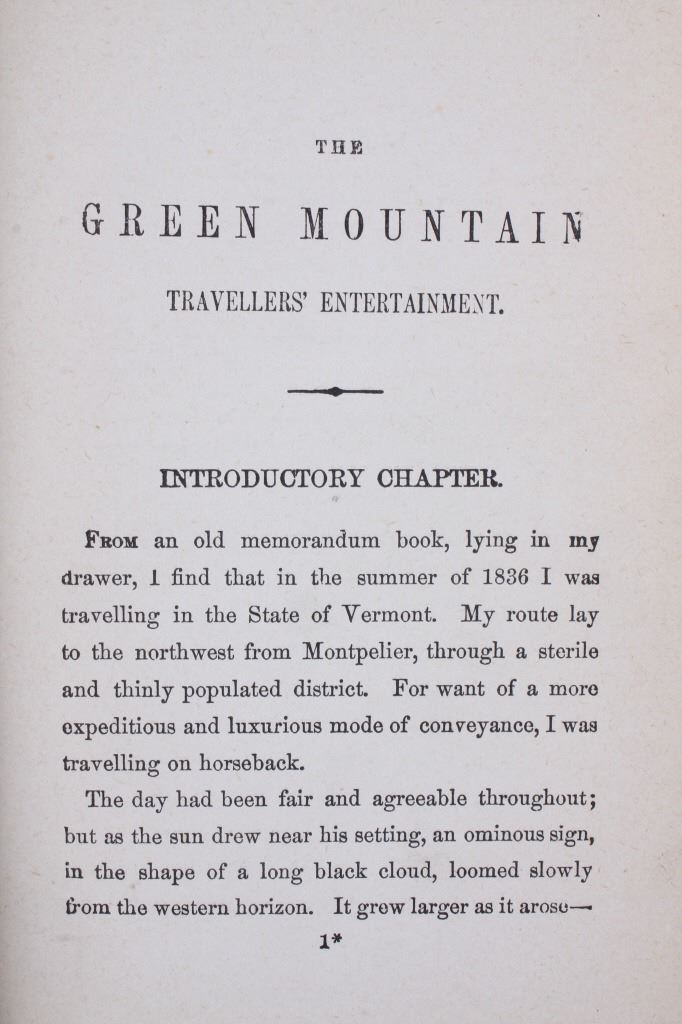 THE
GREEN MOUNTAIN
TRAVELLERS' ENTERTAINMENT.
INTRODUCTORY CHAPTER.
FROM an old memorandum book, lying in my
drawer, I find that in the summer of 1836 I was
travelling in the State of Vermont. My route lay
to the northwest from Montpelier, through a sterile
and thinly populated district. For want of a more
expeditious and luxurious mode of conveyance, I was
travelling on horseback.
The day had been fair and agreeable throughout;
but as the sun drew near his setting, an ominous sign,
in the shape of a long black cloud, loomed slowly
from the western horizon. It grew larger as it arose—
1*